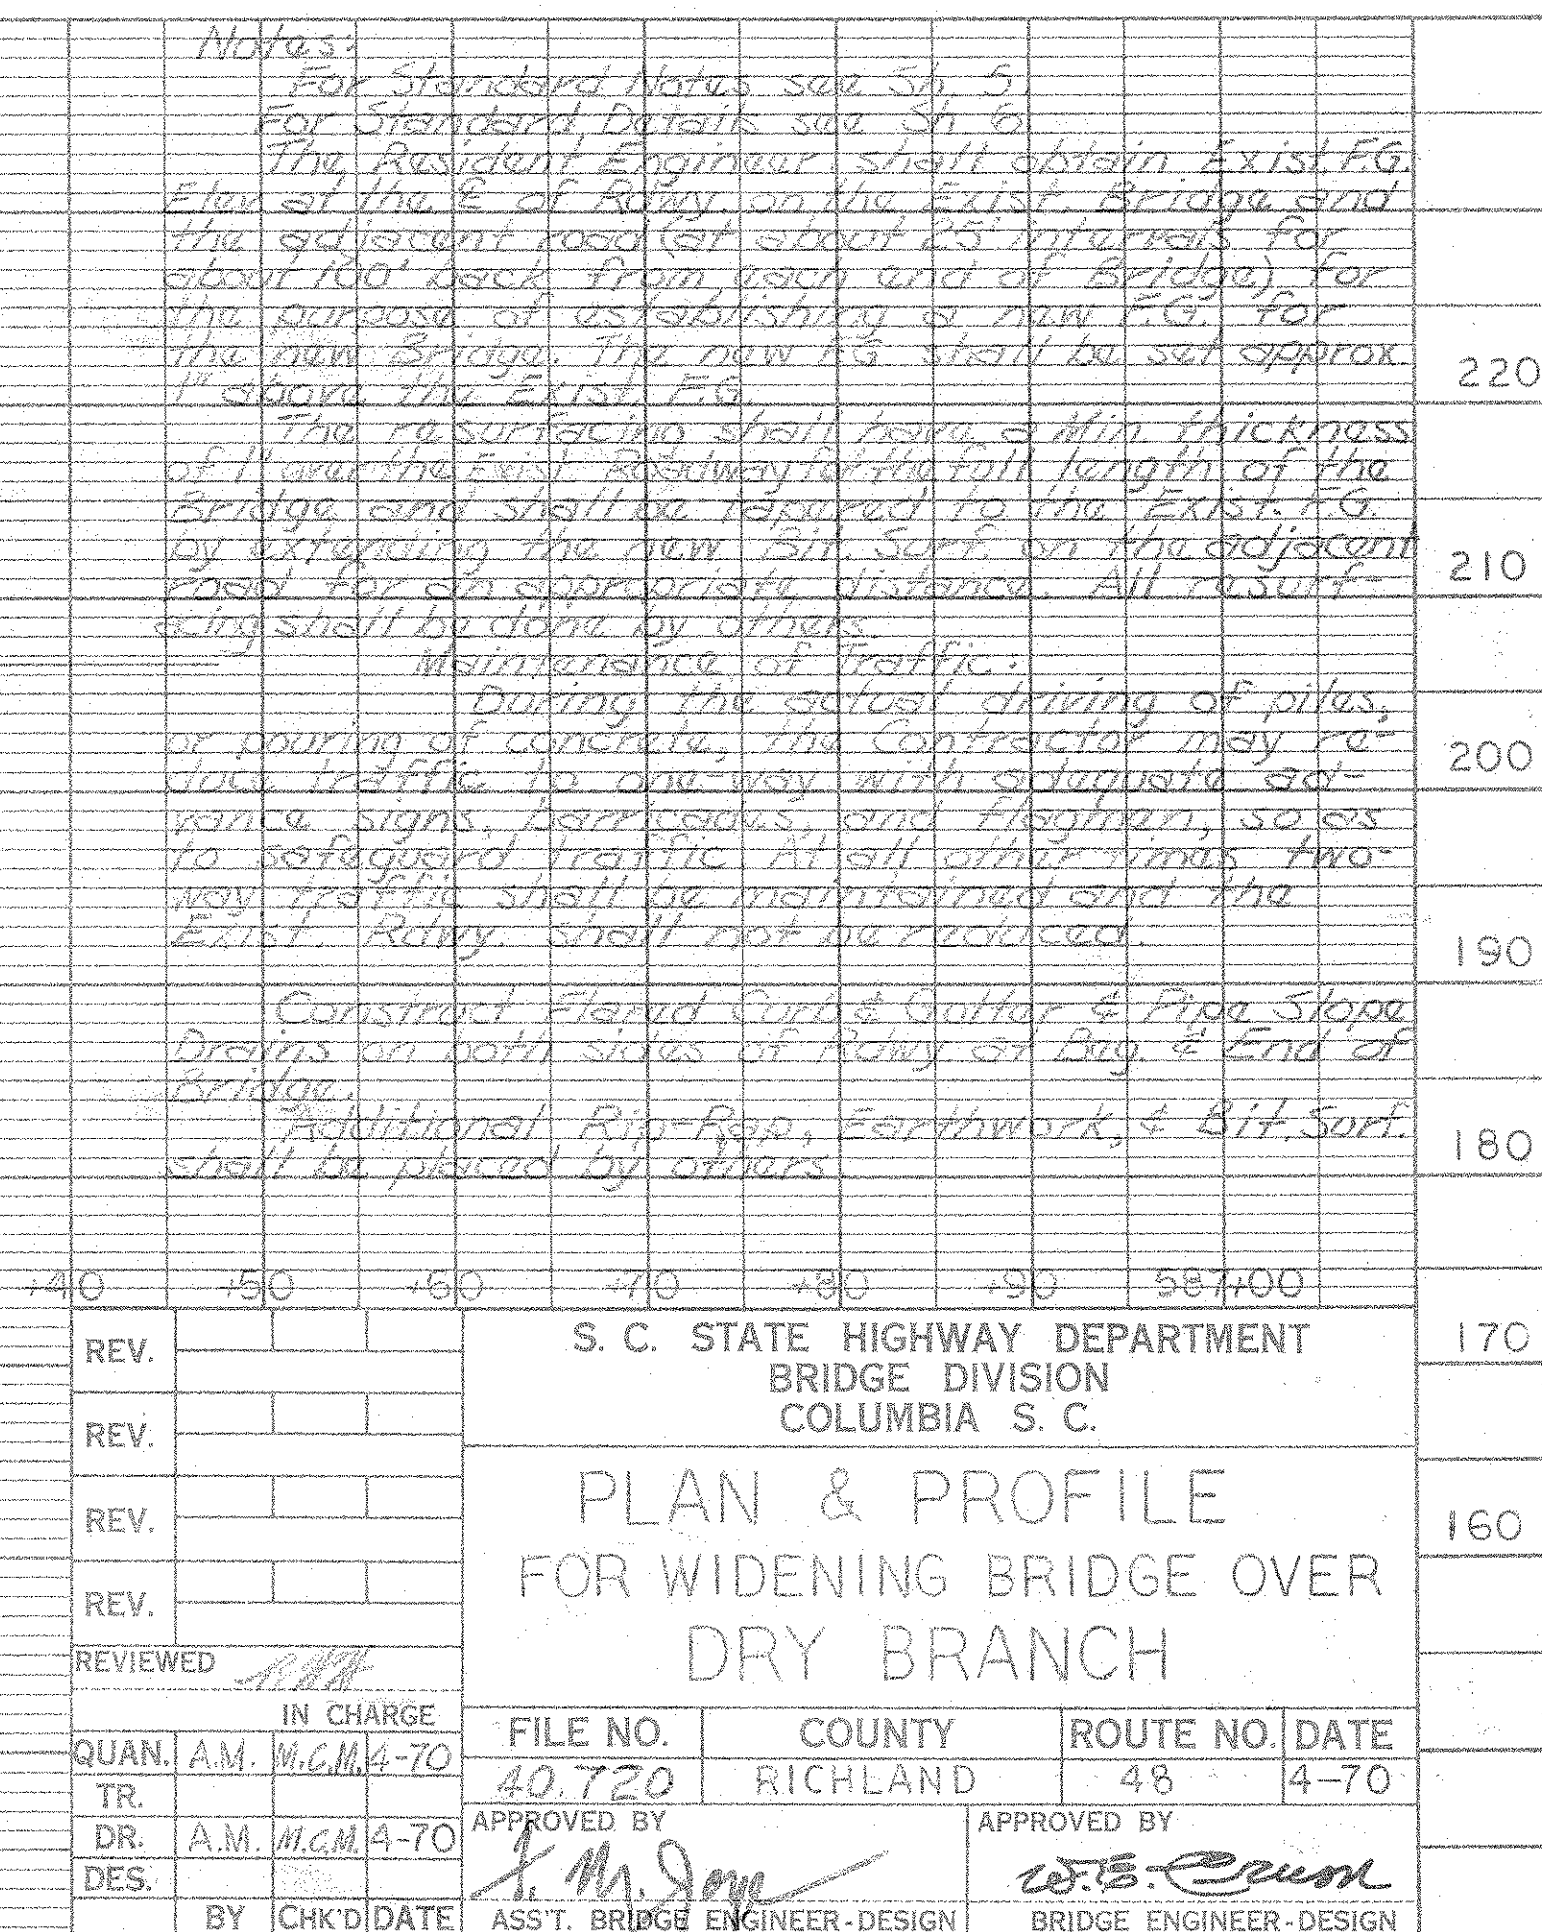 Notes:
For Standard Notes see Sh. 5.
For Standard Details see Sh 6
The Resident Engineer shall obtain Exist. F.G.
Elev at the ℄ of Rdwy. on the Exist. Bridge and
the adjacent road (at about 25' intervals for
about 100' back from each end of Bridge) for
the purpose of establishing a new F.G. for
the new Bridge. The new F.G. shall be set approx.
1" above the Exist. F.G.
The resurfacing shall have a Min. thickness
of 1" over the Exist. Roadway for the full length of the
Bridge and shall be tapered to the Exist. F.G.
by extending the new Bit. Surf. on the adjacent
road for an appropriate distance. All resurf-
acing shall be done by others.
Maintenance of Traffic:
During the actual driving of piles,
or pouring of concrete, the Contractor may re-
duce traffic to one-way with adequate ad-
vance signs, barricades, and flagman, so as
to safeguard traffic. At all other times two-
way traffic shall be maintained and the
Exist. Rdwy. shall not be reduced.
Construct Flared Curb & Gutter & Pipe Slope
Drains on both sides of Rdwy at Beg. & End of
Bridge.
Additional Rip-Rap, Earthwork, & Bit. Surf.
shall be placed by others
220
210
200
190
180
170
160
+40 +50 +60 +70 +80 +90 587+00
REV.
REV.
REV.
REV.
REVIEWED
IN CHARGE
QUAN. A.M. M.C.M. 4-70
TR.
DR. A.M. M.C.M. 4-70
DES.
BY CHK'D DATE
S. C. STATE HIGHWAY DEPARTMENT
BRIDGE DIVISION
COLUMBIA S. C.
PLAN & PROFILE
FOR WIDENING BRIDGE OVER
DRY BRANCH
FILE NO. COUNTY ROUTE NO. DATE
40.720 RICHLAND 48 4-70
APPROVED BY APPROVED BY
ASS'T. BRIDGE ENGINEER-DESIGN BRIDGE ENGINEER-DESIGN